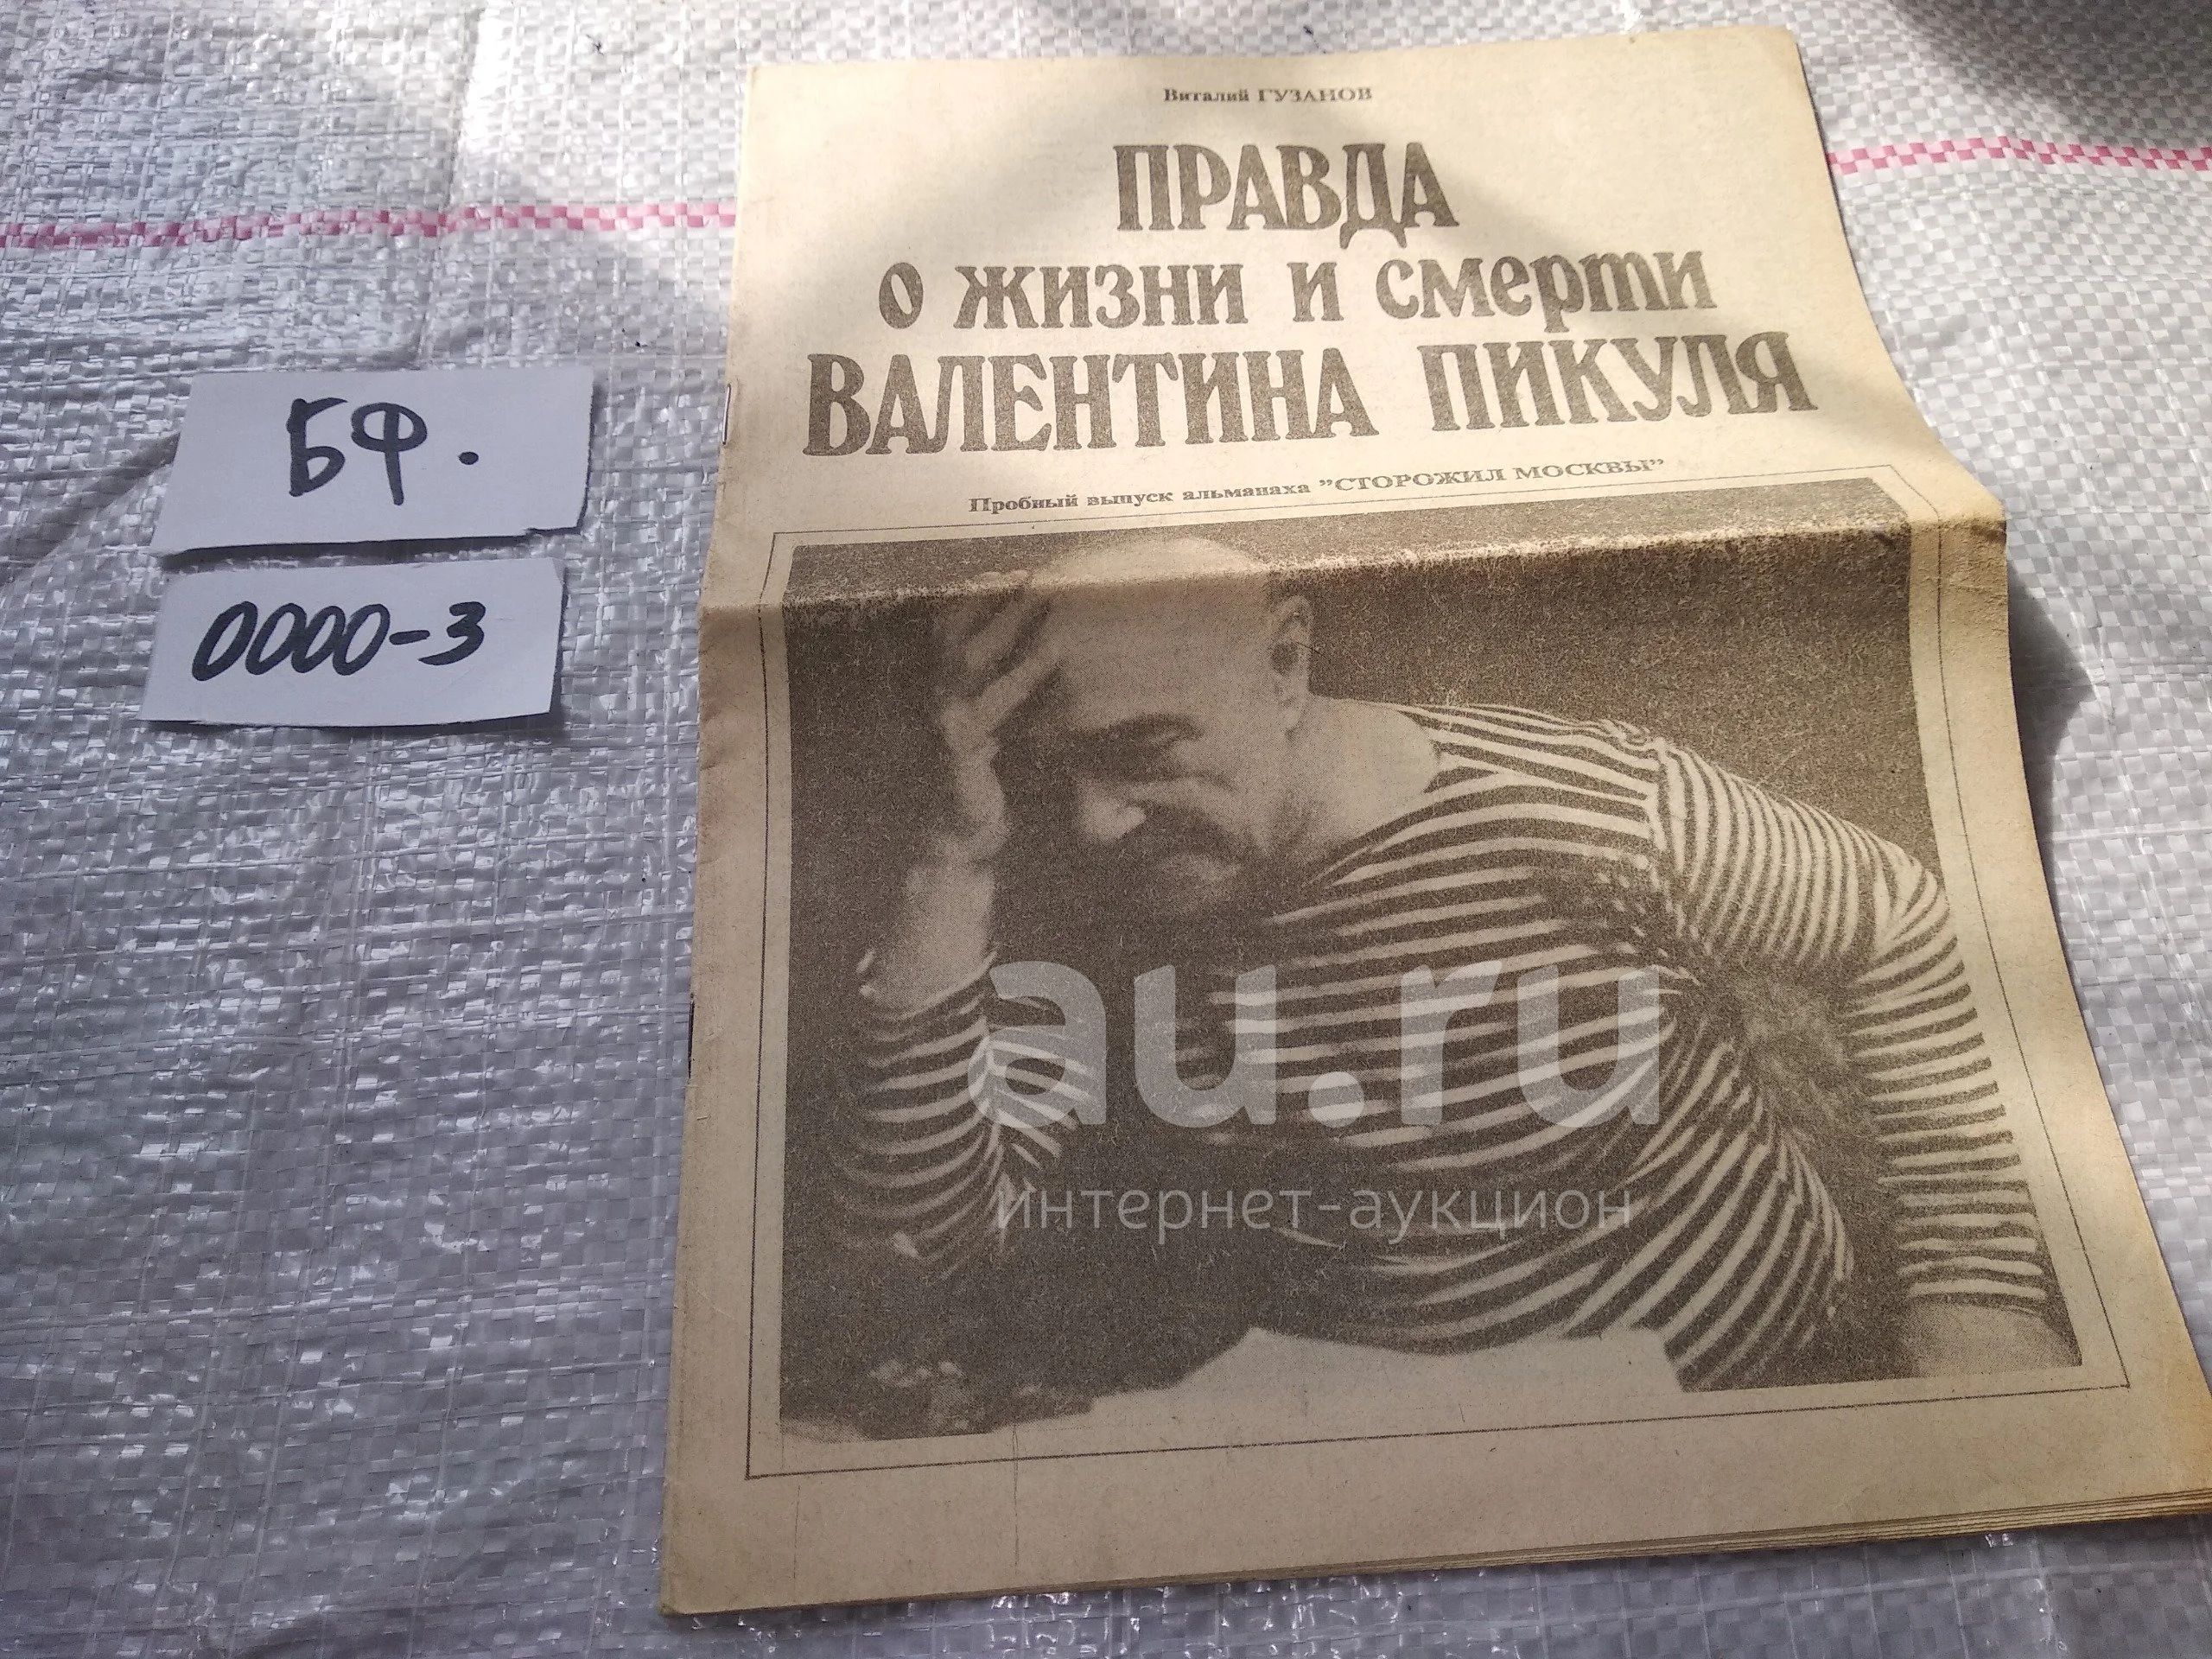 Виталий ГУЗАНОВ
ПРАВДА
о жизни и смерти
ВАЛЕНТИНА ПИКУЛЯ
Пробный выпуск альманаха "СТОРОЖИЛ МОСКВЫ"
БФ.
0000-3
au.ru
интернет-аукцион